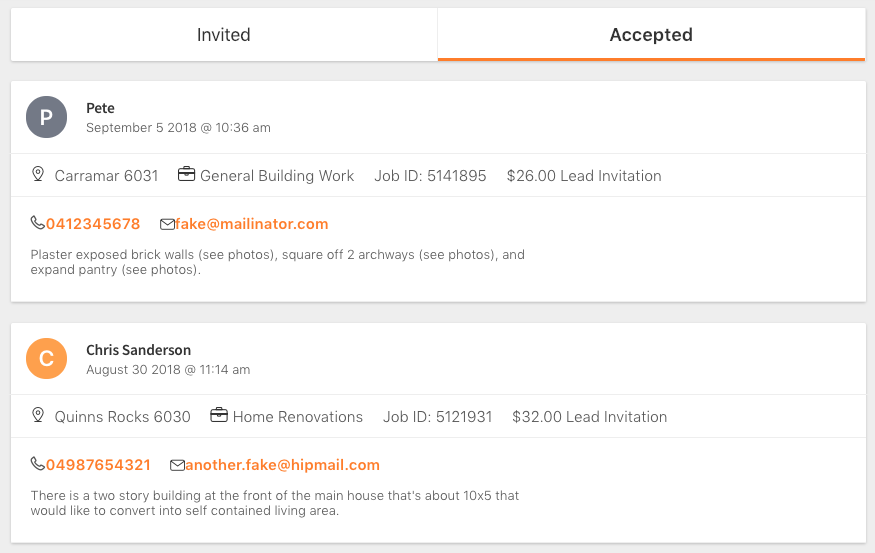 Invited
Accepted
P
Pete
September 5 2018 @ 10:36 am
Carramar 6031 General Building Work Job ID: 5141895 $26.00 Lead Invitation
0412345678 fake@mailinator.com
Plaster exposed brick walls (see photos), square off 2 archways (see photos), and
expand pantry (see photos).
C
Chris Sanderson
August 30 2018 @ 11:14 am
Quinns Rocks 6030 Home Renovations Job ID: 5121931 $32.00 Lead Invitation
04987654321 another.fake@hipmail.com
There is a two story building at the front of the main house that's about 10x5 that
would like to convert into self contained living area.